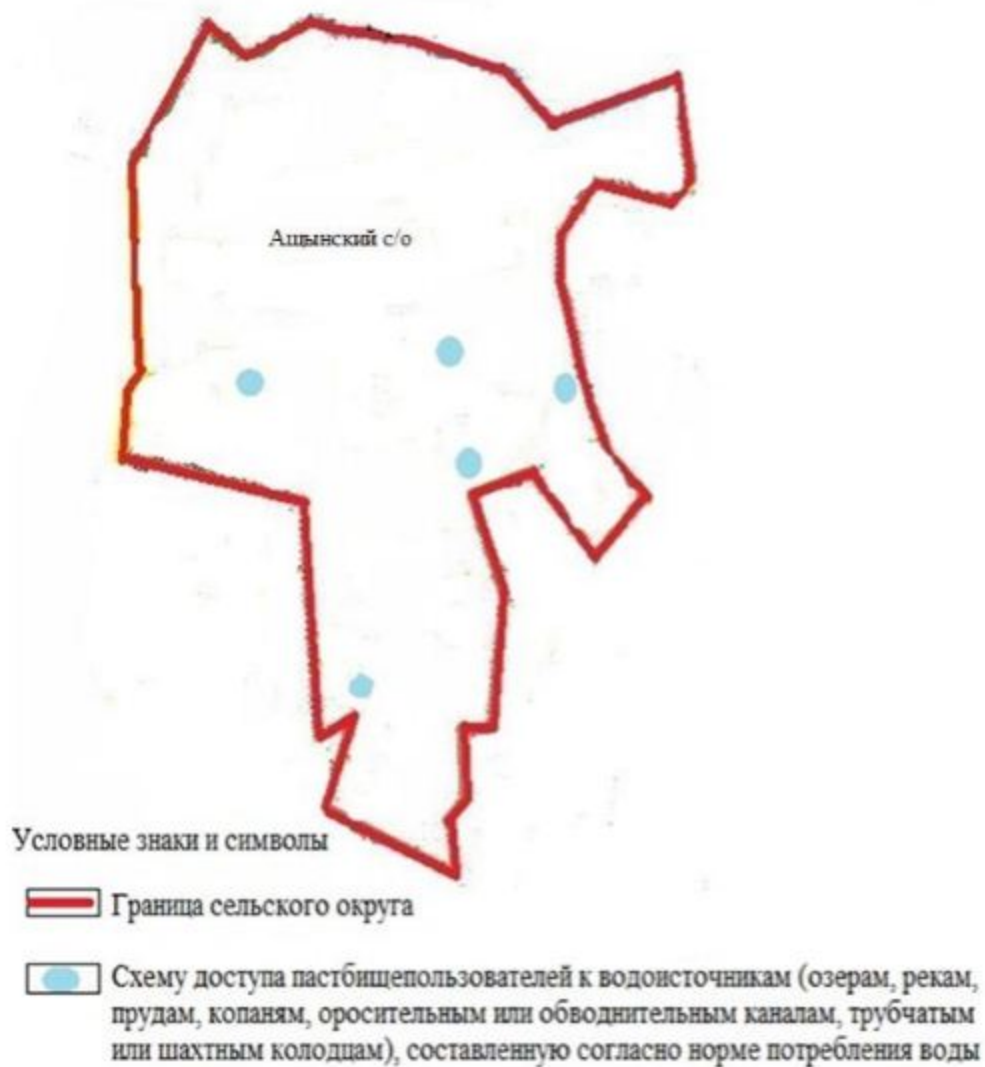 Ащынский с/о
Условные знаки и символы
Граница сельского округа
Схему доступа пастбищепользователей к водоисточникам (озерам, рекам,
прудам, копаням, оросительным или обводнительным каналам, трубчатым
или шахтным колодцам), составленную согласно норме потребления воды